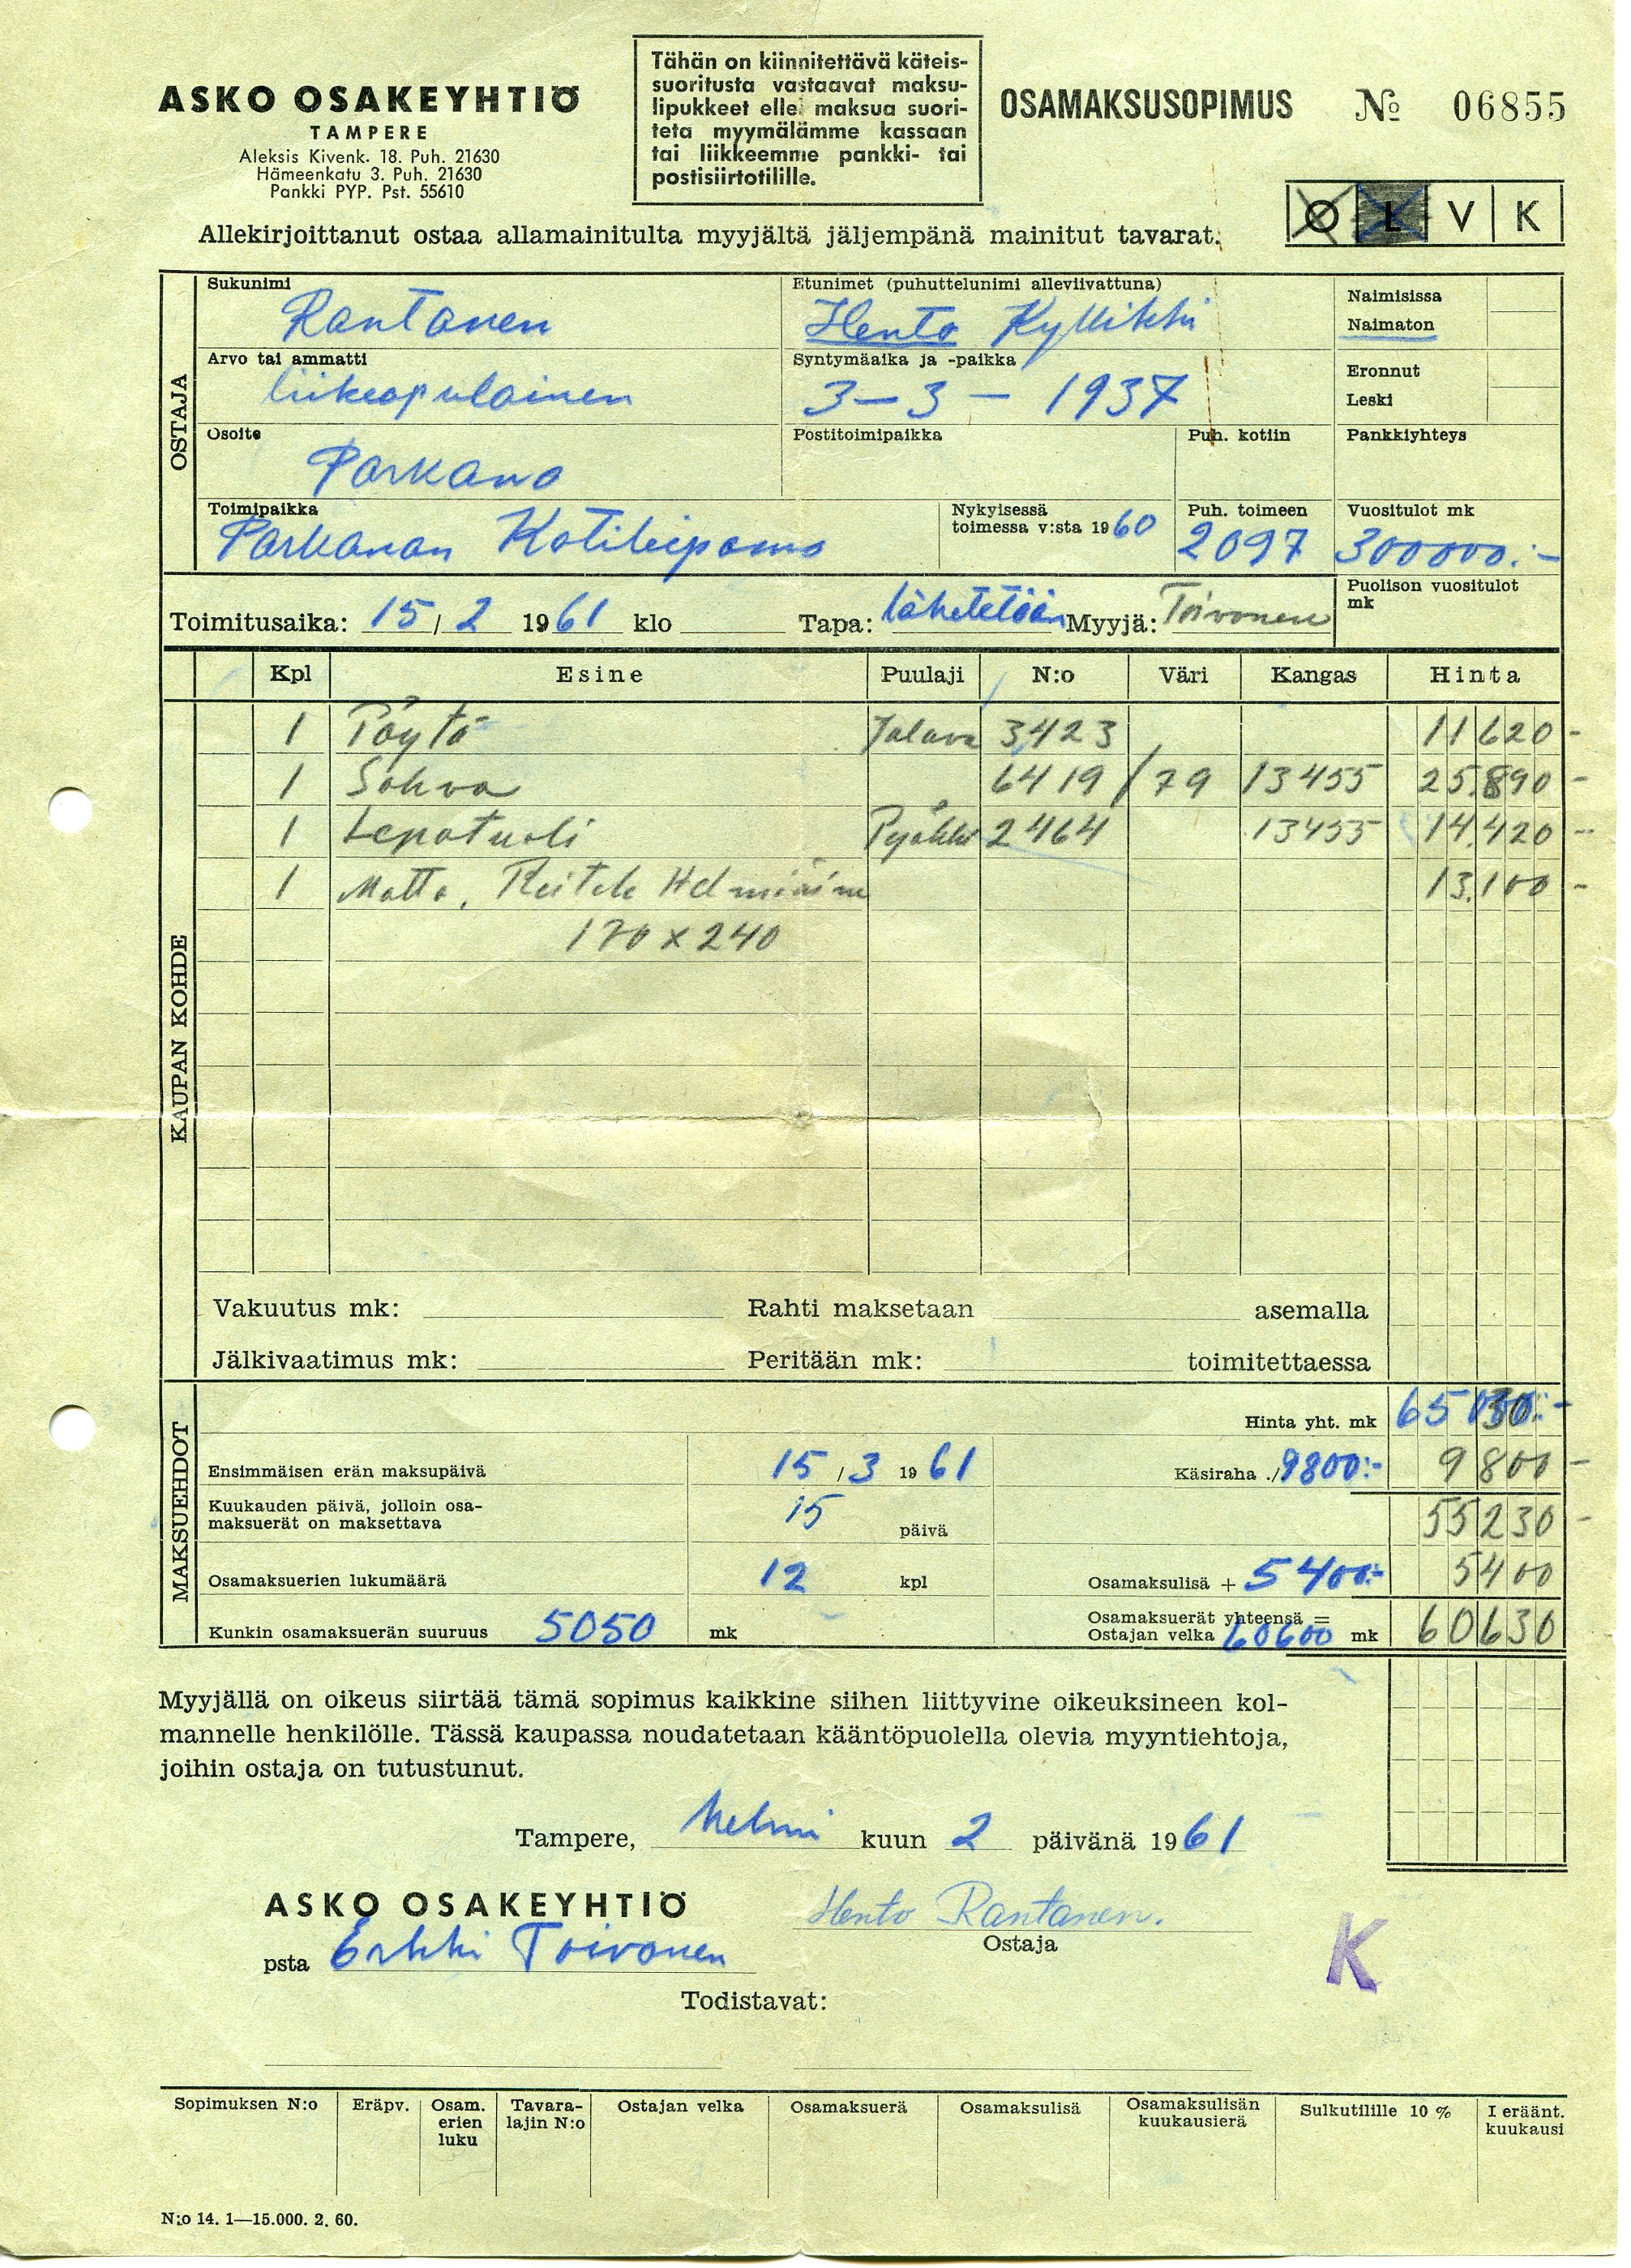 ASKO OSAKEYHTIÖ
TAMPERE
Aleksis Kivenk. 18. Puh. 21630
Hämeenkatu 3. Puh. 21630
Pankki PYP. Pst. 55610
Tähän on kiinnitettävä käteis-
suoritusta vastaavat maksu-
lipukkeet ellei maksua suori-
teta myymälämme kassaan
tai liikkeemme pankki- tai
postisiirtotilille.
OSAMAKSUSOPIMUS № 06855
O L V K
Allekirjoittanut ostaa allamainitulta myyjältä jäljempänä mainitut tavarat.
OSTAJA
Sukunimi Etunimet (puhuttelunimi alleviivattuna) Naimisissa
Rantanen Hento Kyllikki Naimaton
Arvo tai ammatti Syntymäaika ja -paikka Eronnut
liikeapulainen 3-3-1937 Leski
Osoite Postitoimipaikka Puh. kotiin Pankkiyhteys
Parkano
Toimipaikka Nykyisessä toimessa v:sta 1960 Puh. toimeen Vuositulot mk
Parkanon Kotileipomo 2097 300000:-
Puolison vuositulot mk
Toimitusaika: 15/2 1961 klo Tapa: lähetetään Myyjä: Toivonen
KAUPAN KOHDE
Kpl Esine Puulaji N:o Väri Kangas Hinta
1 Pöytä Jalava 3423 11620-
1 Sohva 6419/79 13455 25.890-
1 Lepotuoli Pyökki 2464 13455 14.420-
1 Matto, 13.100-
170 x 240
Vakuutus mk: Rahti maksetaan asemalla
Jälkivaatimus mk: Peritään mk: toimitettaessa
MAKSUEHDOT
Hinta yht. mk 65030:-
Ensimmäisen erän maksupäivä 15/3 1961 Käsiraha ./. 9800:- 9800-
Kuukauden päivä, jolloin osa-
maksuerät on maksettava 15 päivä 55230-
Osamaksuerien lukumäärä 12 kpl Osamaksulisä + 5400:- 5400
Kunkin osamaksuerän suuruus 5050 mk Osamaksuerät yhteensä =
Ostajan velka 60600 mk 60630
Myyjällä on oikeus siirtää tämä sopimus kaikkine siihen liittyvine oikeuksineen kol-
mannelle henkilölle. Tässä kaupassa noudatetaan kääntöpuolella olevia myyntiehtoja,
joihin ostaja on tutustunut.
Tampere, Helmi kuun 2 päivänä 1961
ASKO OSAKEYHTIÖ Hento Rantanen.
Ostaja
psta Erkki Toivonen
K
Todistavat:
Sopimuksen N:o Eräpv. Osam. erien luku Tavara-lajin N:o Ostajan velka Osamaksuerä Osamaksulisä Osamaksulisän kuukausierä Sulkutilille 10 % I eräänt. kuukausi
N:o 14. 1—15.000. 2. 60.